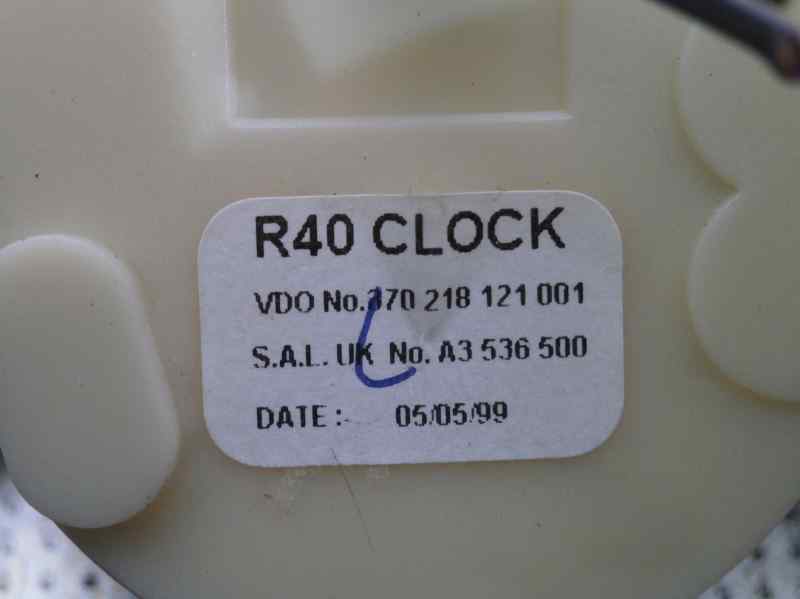 R40 CLOCK
VDO No.370 218 121 001
S.A.L. UK No. A3 536 500
DATE :- 05/05/99